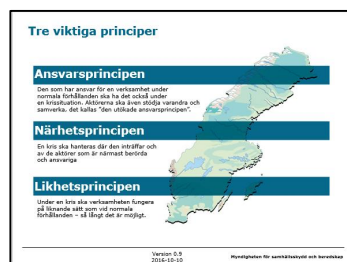 Tre viktiga principer
Ansvarsprincipen
Den som har ansvar för en verksamhet under
normala förhållanden ska ha det också under
en krissituation. Aktörerna ska även stödja varandra och
samverka, det kallas "den utökade ansvarsprincipen".
Närhetsprincipen
En kris ska hanteras där den inträffar och
av de aktörer som är närmast berörda
och ansvariga
Likhetsprincipen
Under en kris ska verksamheten fungera
på liknande sätt som vid normala
förhållanden – så långt det är möjligt.
Version 0.9
2016-10-10
Myndigheten för samhällsskydd och beredskap